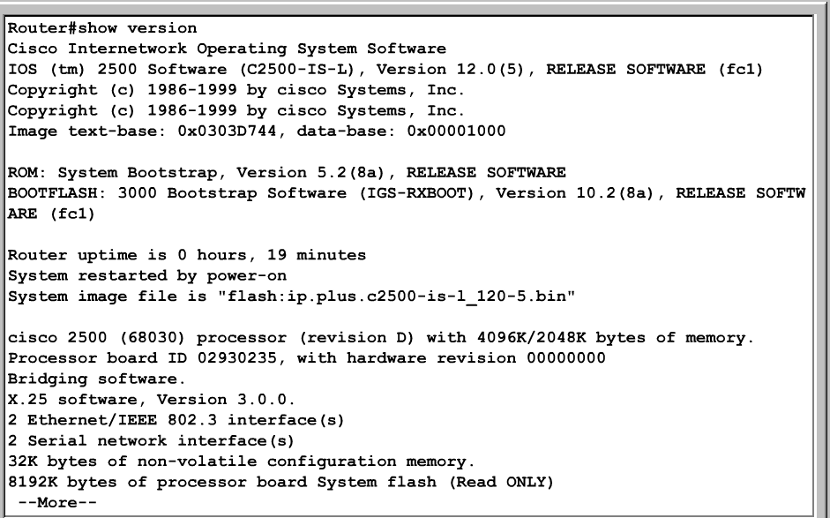 Router#show version
Cisco Internetwork Operating System Software
IOS (tm) 2500 Software (C2500-IS-L), Version 12.0(5), RELEASE SOFTWARE (fc1)
Copyright (c) 1986-1999 by cisco Systems, Inc.
Copyright (c) 1986-1999 by cisco Systems, Inc.
Image text-base: 0x0303D744, data-base: 0x00001000
ROM: System Bootstrap, Version 5.2(8a), RELEASE SOFTWARE
BOOTFLASH: 3000 Bootstrap Software (IGS-RXBOOT), Version 10.2(8a), RELEASE SOFTW
ARE (fc1)
Router uptime is 0 hours, 19 minutes
System restarted by power-on
System image file is "flash:ip.plus.c2500-is-l_120-5.bin"
cisco 2500 (68030) processor (revision D) with 4096K/2048K bytes of memory.
Processor board ID 02930235, with hardware revision 00000000
Bridging software.
X.25 software, Version 3.0.0.
2 Ethernet/IEEE 802.3 interface(s)
2 Serial network interface(s)
32K bytes of non-volatile configuration memory.
8192K bytes of processor board System flash (Read ONLY)
--More--